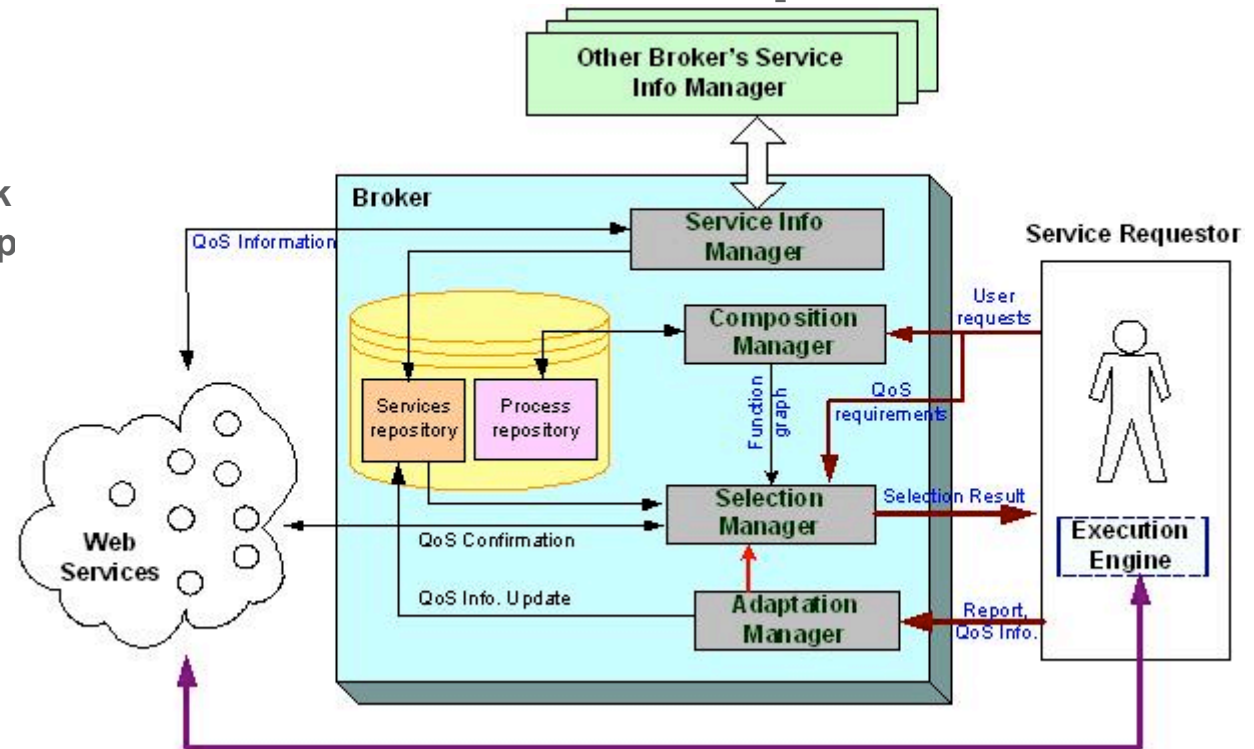 Other Broker's Service
Info Manager
k
p
Broker
QoS Information
Service Info
Manager
Service Requestor
User
requests
Composition
Manager
Services
repository
Process
repository
Function
graph
QoS
requirements
Selection
Manager
Selection Result
Web
Services
QoS Confirmation
Execution
Engine
QoS Info. Update
Adaptation
Manager
Report,
QoS Info.